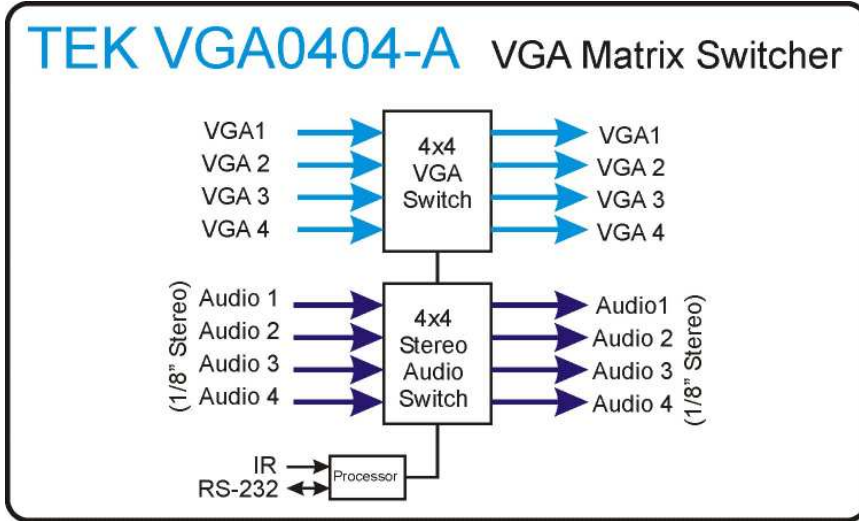 TEK VGA0404-A VGA Matrix Switcher
VGA1
VGA 2
VGA 3
VGA 4
4x4
VGA
Switch
VGA1
VGA 2
VGA 3
VGA 4
(1/8" Stereo)
Audio 1
Audio 2
Audio 3
Audio 4
4x4
Stereo
Audio
Switch
Audio1
Audio 2
Audio 3
Audio 4
(1/8" Stereo)
IR
RS-232
Processor